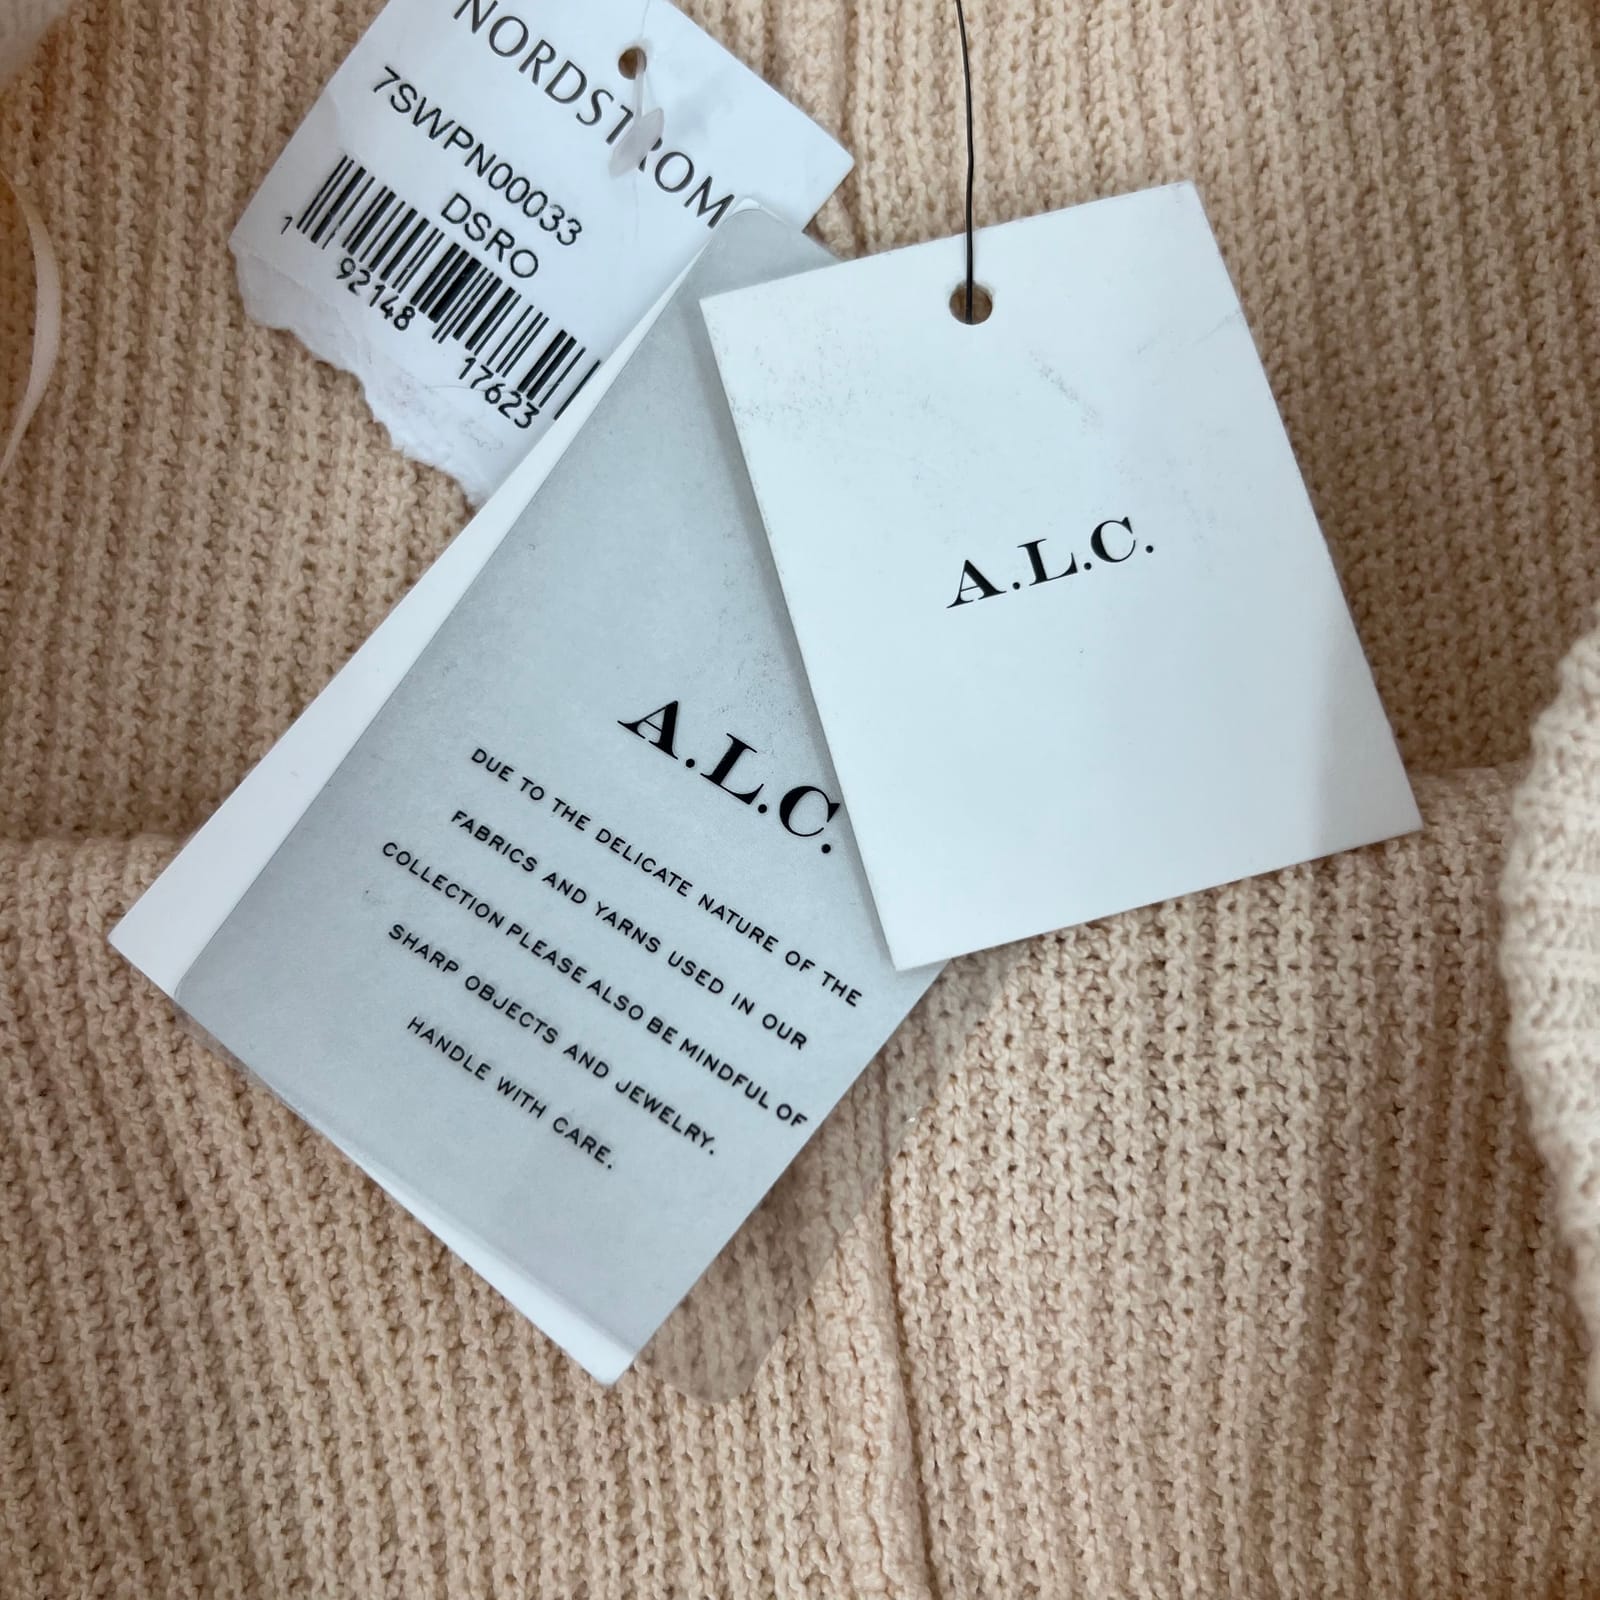 NORDSTROM
7SWPN00033
DSRO
1
92148
17623
A.L.C.
A.L.C.
DUE TO THE DELICATE NATURE OF THE
FABRICS AND YARNS USED IN OUR
COLLECTION PLEASE ALSO BE MINDFUL OF
SHARP OBJECTS AND JEWELRY.
HANDLE WITH CARE.